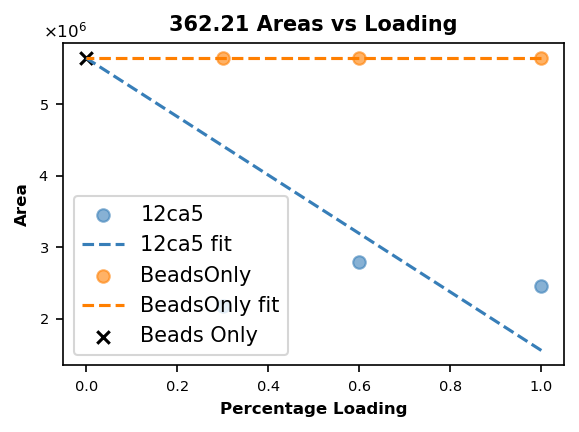 362.21 Areas vs Loading
×10⁶
5
4
3
2
Area
12ca5
12ca5 fit
BeadsOnly
BeadsOnly fit
Beads Only
0.0 0.2 0.4 0.6 0.8 1.0
Percentage Loading